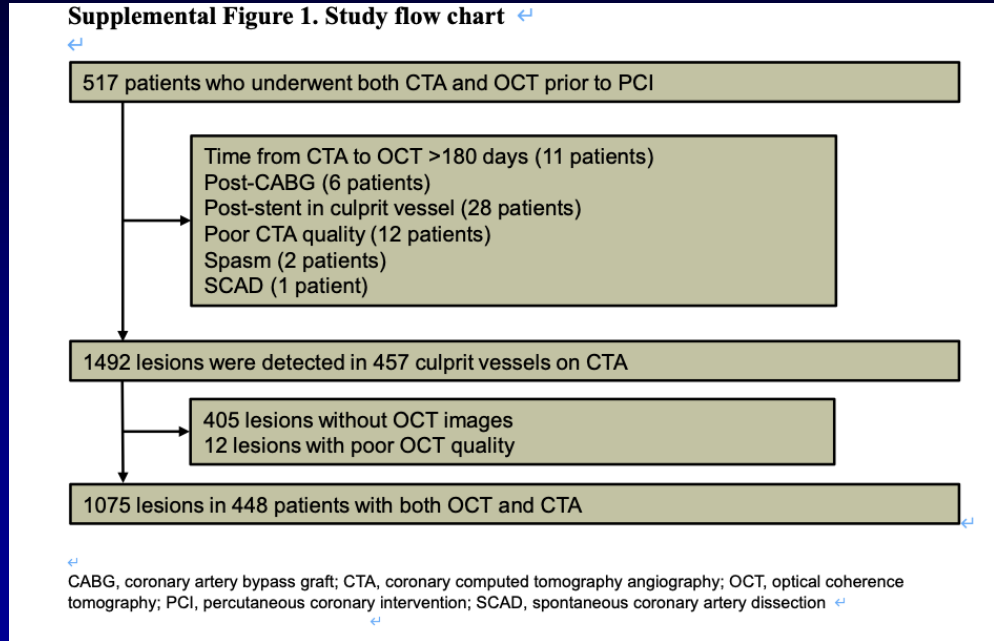 Supplemental Figure 1. Study flow chart ↵
↵
517 patients who underwent both CTA and OCT prior to PCI
Time from CTA to OCT >180 days (11 patients)
Post-CABG (6 patients)
Post-stent in culprit vessel (28 patients)
Poor CTA quality (12 patients)
Spasm (2 patients)
SCAD (1 patient)
1492 lesions were detected in 457 culprit vessels on CTA
405 lesions without OCT images
12 lesions with poor OCT quality
1075 lesions in 448 patients with both OCT and CTA
↵
↵
CABG, coronary artery bypass graft; CTA, coronary computed tomography angiography; OCT, optical coherence
tomography; PCI, percutaneous coronary intervention; SCAD, spontaneous coronary artery dissection ↵
↵